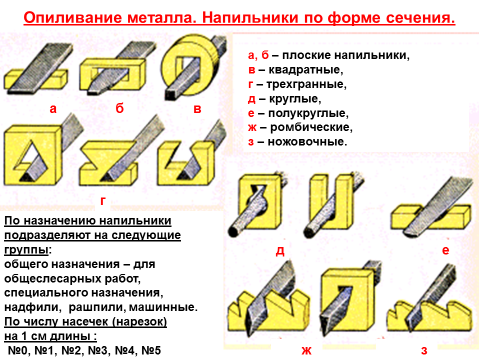 Опиливание металла. Напильники по форме сечения.
а, б – плоские напильники,
в – квадратные,
г – трехгранные,
д – круглые,
е – полукруглые,
ж – ромбические,
з – ножовочные.
а б в
г
По назначению напильники
подразделяют на следующие
группы:
общего назначения – для
общеслесарных работ,
специального назначения,
надфили, рашпили, машинные.
По числу насечек (нарезок)
на 1 см длины :
№0, №1, №2, №3, №4, №5
д е
ж з